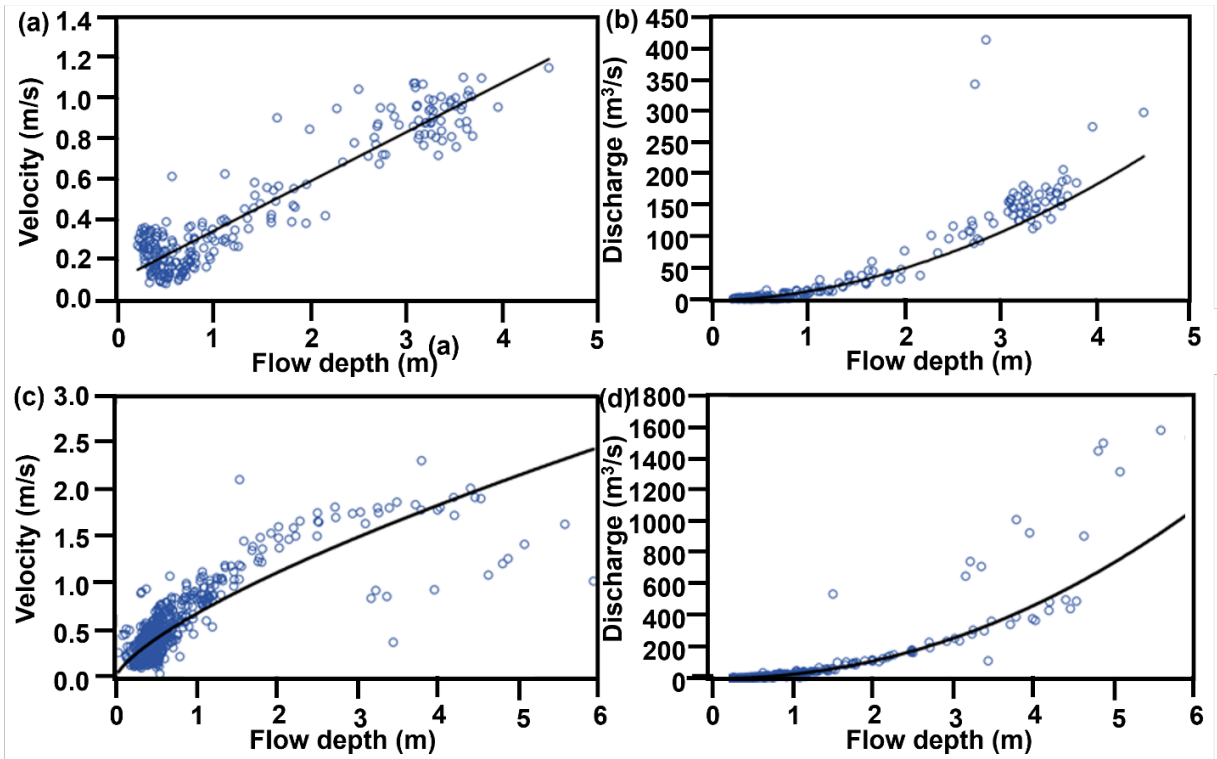 (a)
Velocity (m/s)
1.4
1.2
1.0
0.8
0.6
0.4
0.2
0.0
0 1 2 3 4 5
Flow depth (m)
(a)
(b)
Discharge (m³/s)
450
400
350
300
250
200
150
100
50
0
0 1 2 3 4 5
Flow depth (m)
(c)
Velocity (m/s)
3.0
2.5
2.0
1.5
1.0
0.5
0.0
0 1 2 3 4 5 6
Flow depth (m)
(d)
Discharge (m³/s)
1800
1600
1400
1200
1000
800
600
400
200
0
0 1 2 3 4 5 6
Flow depth (m)